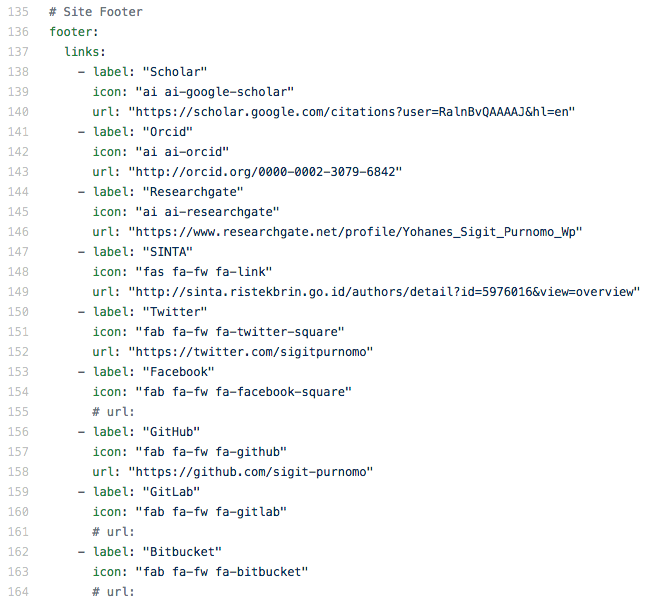 135 # Site Footer
136 footer:
137   links:
138     - label: "Scholar"
139       icon: "ai ai-google-scholar"
140       url: "https://scholar.google.com/citations?user=RalnBvQAAAAJ&hl=en"
141     - label: "Orcid"
142       icon: "ai ai-orcid"
143       url: "http://orcid.org/0000-0002-3079-6842"
144     - label: "Researchgate"
145       icon: "ai ai-researchgate"
146       url: "https://www.researchgate.net/profile/Yohanes_Sigit_Purnomo_Wp"
147     - label: "SINTA"
148       icon: "fas fa-fw fa-link"
149       url: "http://sinta.ristekbrin.go.id/authors/detail?id=5976016&view=overview"
150     - label: "Twitter"
151       icon: "fab fa-fw fa-twitter-square"
152       url: "https://twitter.com/sigitpurnomo"
153     - label: "Facebook"
154       icon: "fab fa-fw fa-facebook-square"
155       # url:
156     - label: "GitHub"
157       icon: "fab fa-fw fa-github"
158       url: "https://github.com/sigit-purnomo"
159     - label: "GitLab"
160       icon: "fab fa-fw fa-gitlab"
161       # url:
162     - label: "Bitbucket"
163       icon: "fab fa-fw fa-bitbucket"
164       # url: